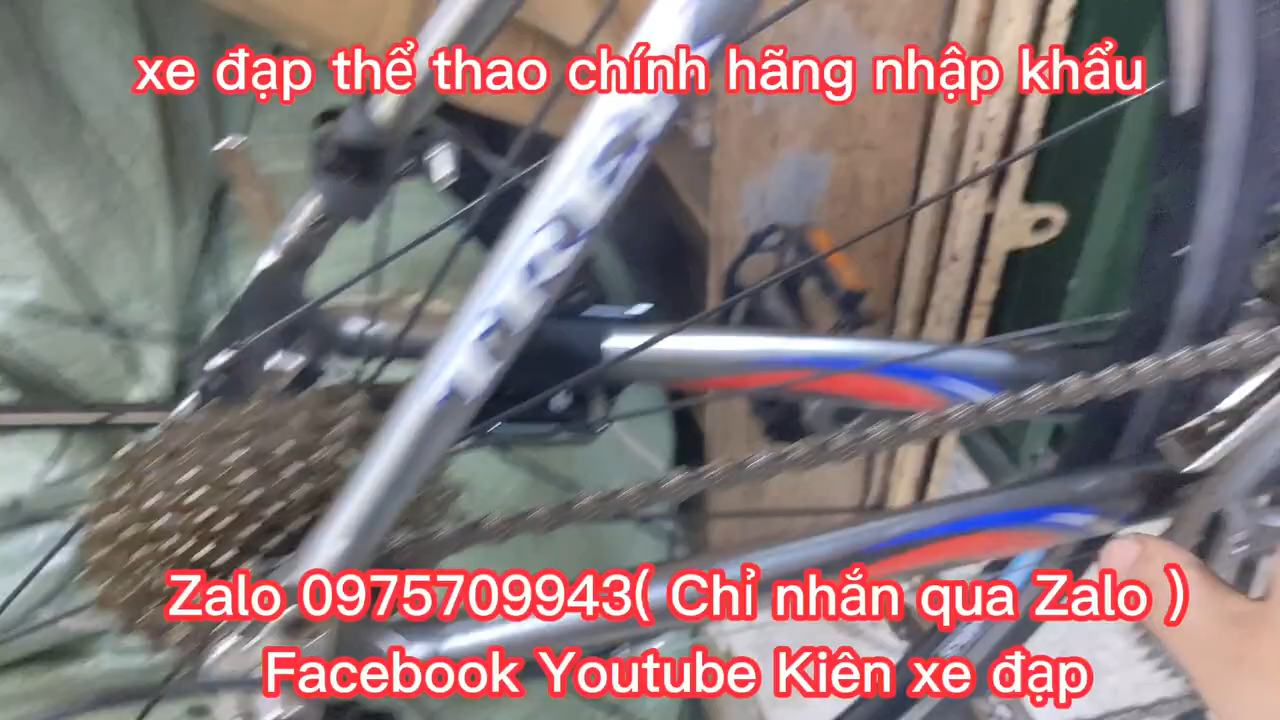 xe đạp thể thao chính hãng nhập khẩu
Zalo 0975709943( Chỉ nhắn qua Zalo )
Facebook Youtube Kiên xe đạp